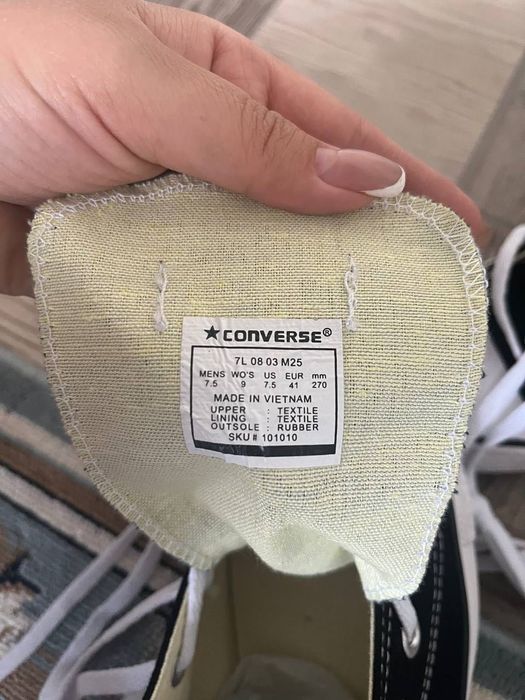 ★CONVERSE®
7L 08 03 M25
MENS WO'S US EUR mm
7.5 9 7.5 41 270
MADE IN VIETNAM
UPPER : TEXTILE
LINING : TEXTILE
OUTSOLE : RUBBER
SKU # 101010